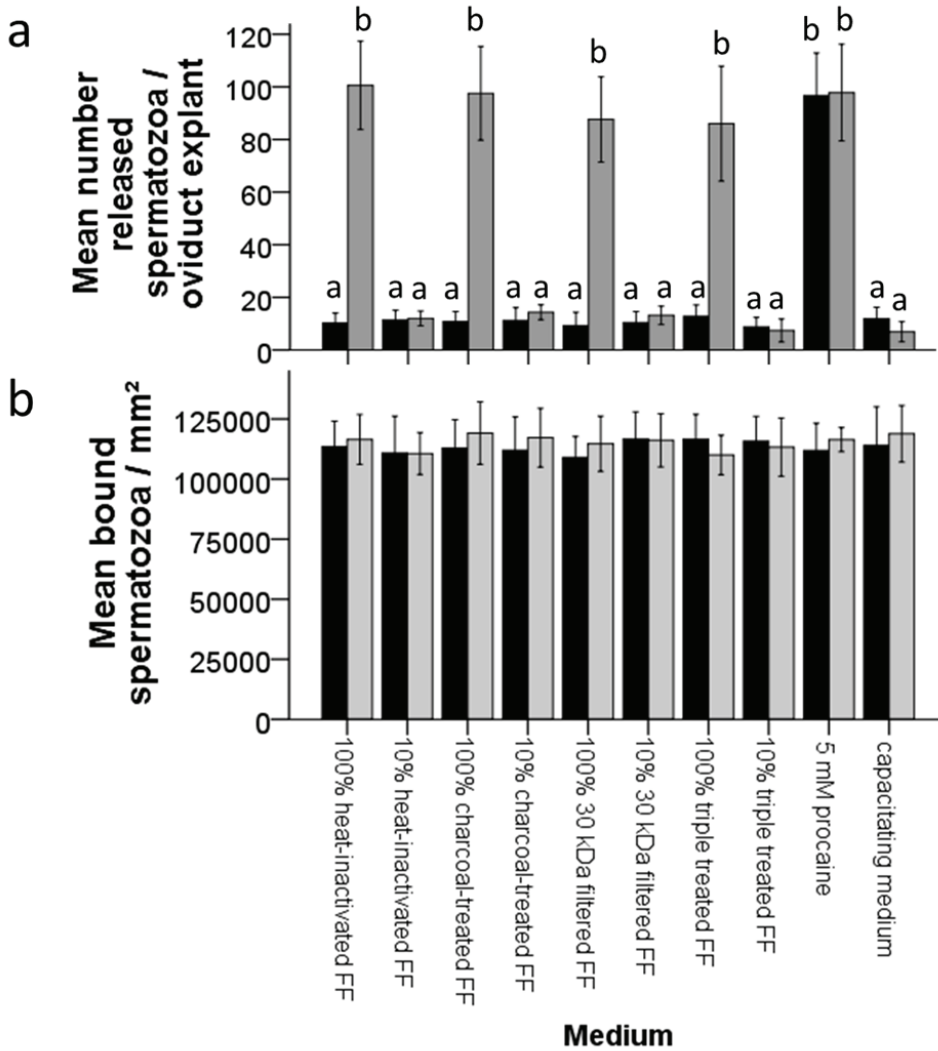 a
Mean number
released
spermatozoa /
oviduct explant
120
100
80
60
40
20
0
b b b b b b
a a a a a a a a a a a a a a
b
Mean bound
spermatozoa / mm²
125000
100000
75000
50000
25000
0
100% heat-inactivated FF
10% heat-inactivated FF
100% charcoal-treated FF
10% charcoal-treated FF
100% 30 kDa filtered FF
10% 30 kDa filtered FF
100% triple treated FF
10% triple treated FF
5 mM procaine
capacitating medium
Medium